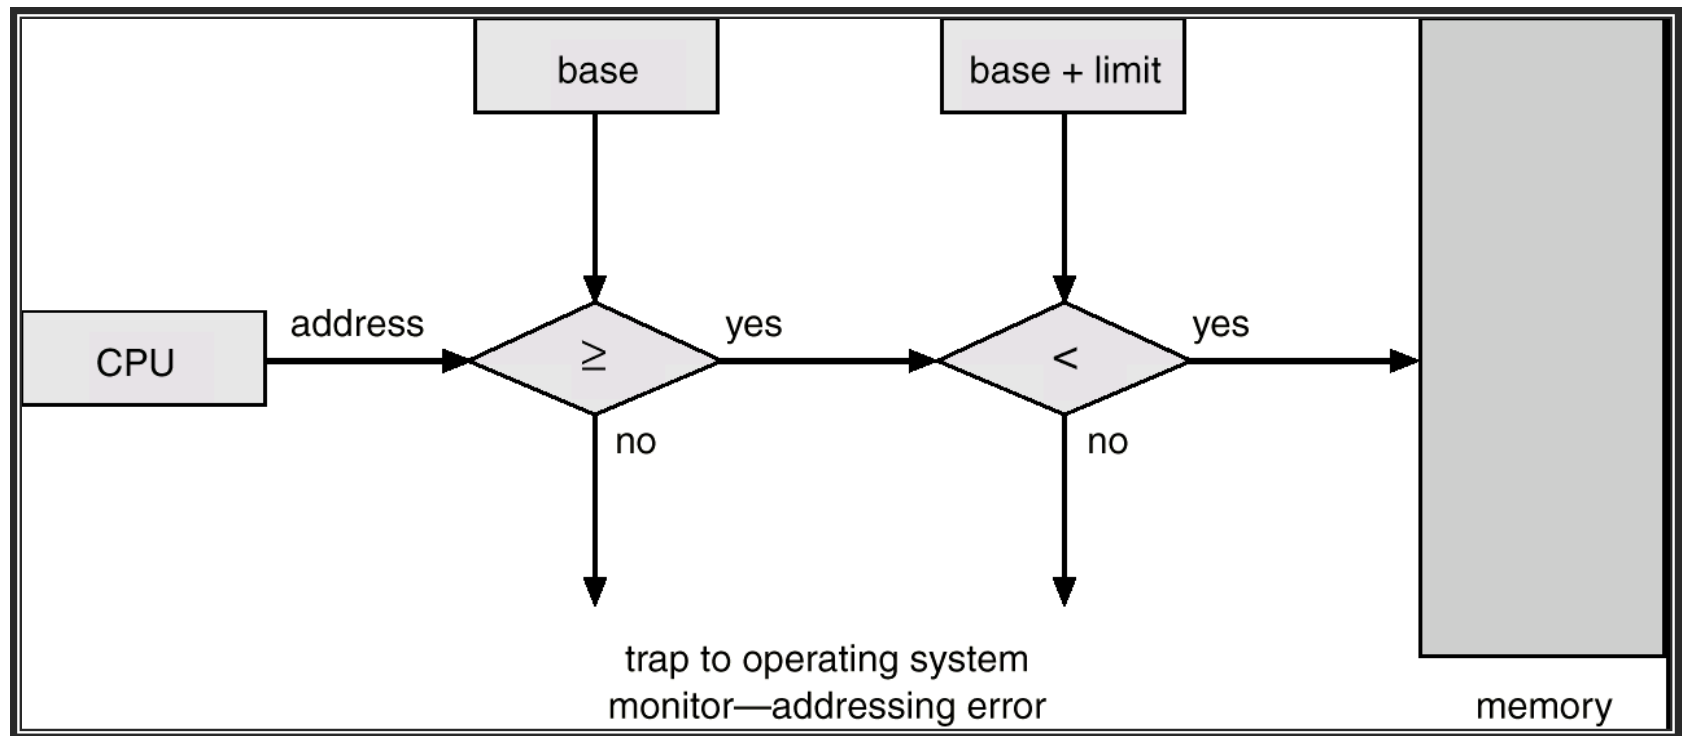 base
base + limit
CPU
address
≥
yes
<
yes
no
no
trap to operating system
monitor—addressing error
memory